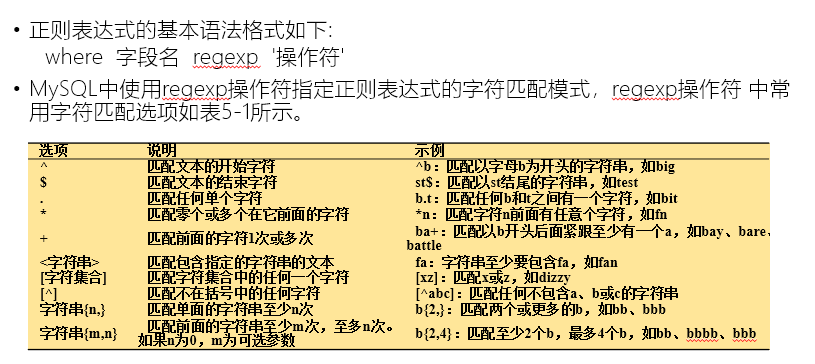 • 正则表达式的基本语法格式如下:
where 字段名 regexp '操作符'
• MySQL中使用regexp操作符指定正则表达式的字符匹配模式，regexp操作符 中常
用字符匹配选项如表5-1所示。
选项 说明 示例
^ 匹配文本的开始字符 ^b：匹配以字母b为开头的字符串，如big
$ 匹配文本的结束字符 st$：匹配以st结尾的字符串，如test
. 匹配任何单个字符 b.t：匹配任何b和t之间有一个字符，如bit
* 匹配零个或多个在它前面的字符 *n：匹配字符n前面有任意个字符，如fn
+ 匹配前面的字符1次或多次 ba+：匹配以b开头后面紧跟至少有一个a，如bay、bare、
battle
<字符串> 匹配包含指定的字符串的文本 fa：字符串至少要包含fa，如fan
[字符集合] 匹配字符集合中的任何一个字符 [xz]：匹配x或z，如dizzy
[^] 匹配不在括号中的任何字符 [^abc]：匹配任何不包含a、b或c的字符串
字符串{n,} 匹配单面的字符串至少n次 b{2,}：匹配两个或更多的b，如bb、bbb
字符串{m,n} 匹配前面的字符串至少m次，至多n次。
如果n为0，m为可选参数 b{2,4}：匹配至少2个b，最多4个b，如bb、bbbb、bbb